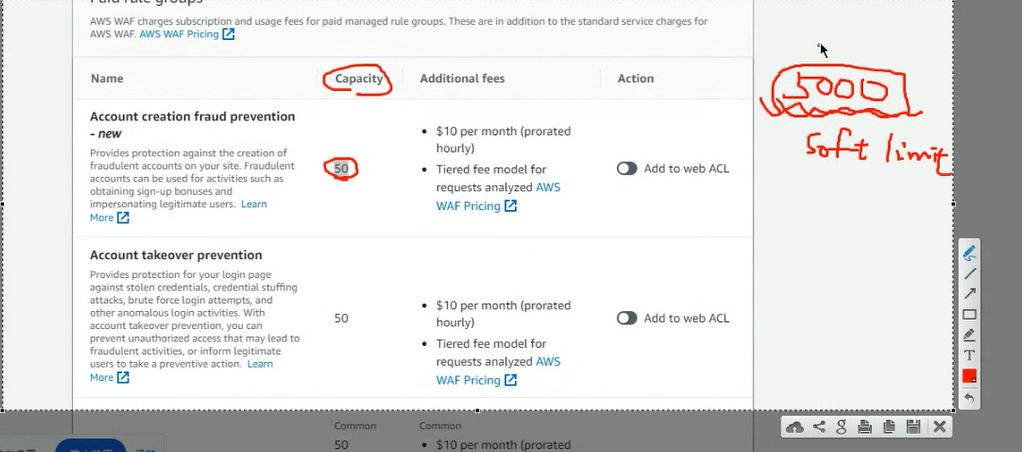 Paid rule groups
AWS WAF charges subscription and usage fees for paid managed rule groups. These are in addition to the standard service charges for
AWS WAF. AWS WAF Pricing
Name Capacity Additional fees Action
5000
soft limit
Account creation fraud prevention
- new
Provides protection against the creation of
fraudulent accounts on your site. Fraudulent
accounts can be used for activities such as
obtaining sign-up bonuses and
impersonating legitimate users. Learn
More
50
$10 per month (prorated
hourly)
Tiered fee model for
requests analyzed AWS
WAF Pricing
Add to web ACL
Account takeover prevention
Provides protection for your login page
against stolen credentials, credential stuffing
attacks, brute force login attempts, and
other anomalous login activities. With
account takeover prevention, you can
prevent unauthorized access that may lead to
fraudulent activities, or inform legitimate
users to take a preventive action. Learn
More
50
$10 per month (prorated
hourly)
Tiered fee model for
requests analyzed AWS
WAF Pricing
Add to web ACL
Common Common
50 $10 per month (prorated
T
g